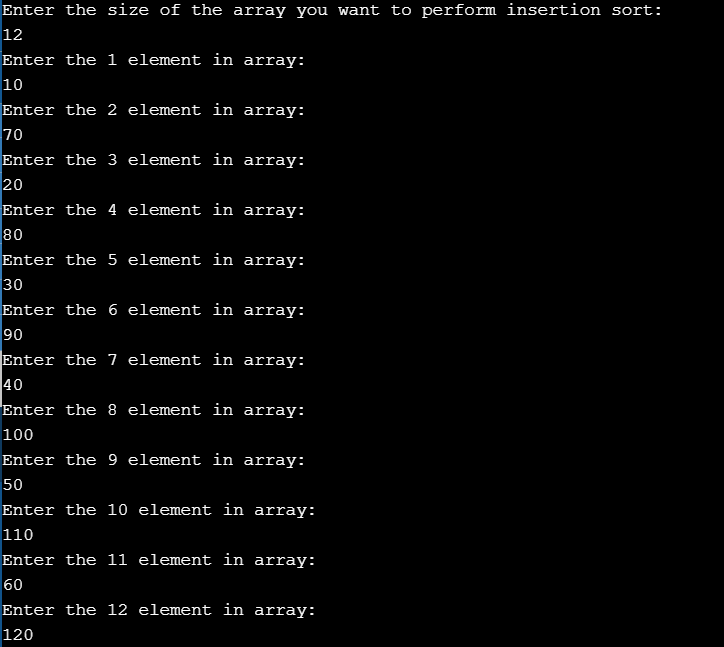 Enter the size of the array you want to perform insertion sort:
12
Enter the 1 element in array:
10
Enter the 2 element in array:
70
Enter the 3 element in array:
20
Enter the 4 element in array:
80
Enter the 5 element in array:
30
Enter the 6 element in array:
90
Enter the 7 element in array:
40
Enter the 8 element in array:
100
Enter the 9 element in array:
50
Enter the 10 element in array:
110
Enter the 11 element in array:
60
Enter the 12 element in array:
120